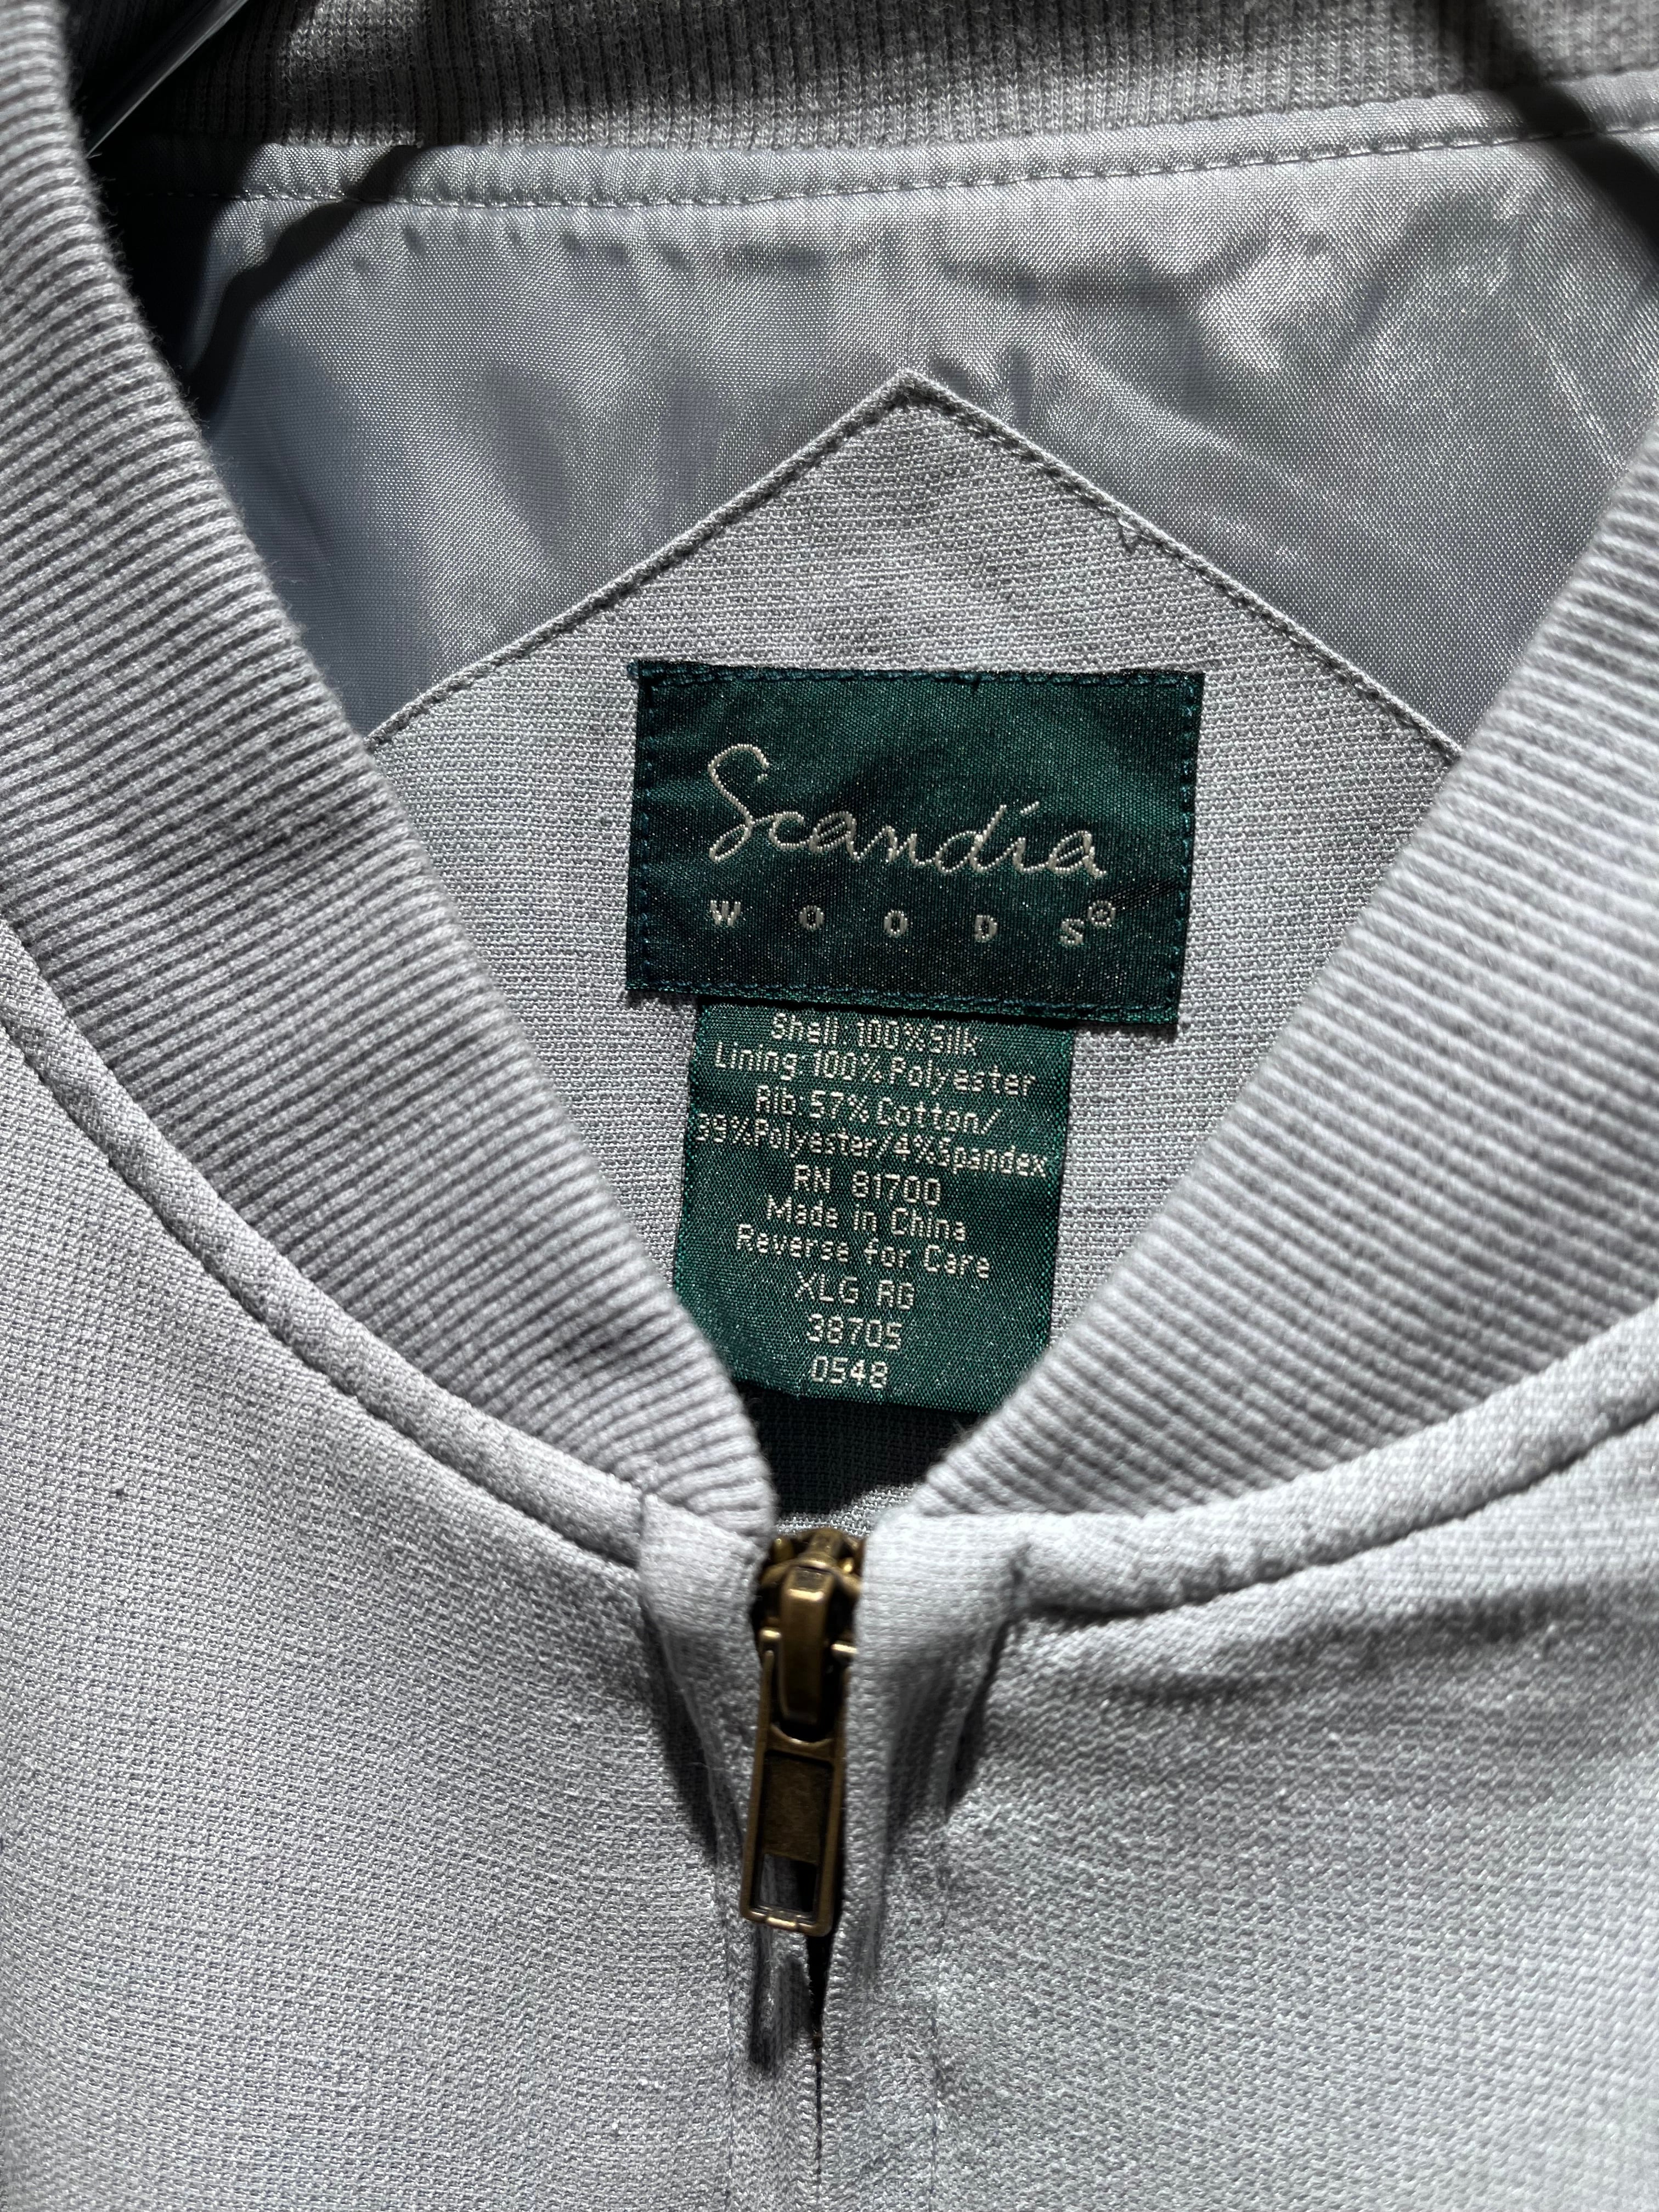 Scandia
WOODS®
Shell 100% Silk
Lining 100% Polyester
Rib 57% Cotton/
39% Polyester/4% Spandex
RN 81700
Made in China
Reverse for Care
XLG RG
38705
0548